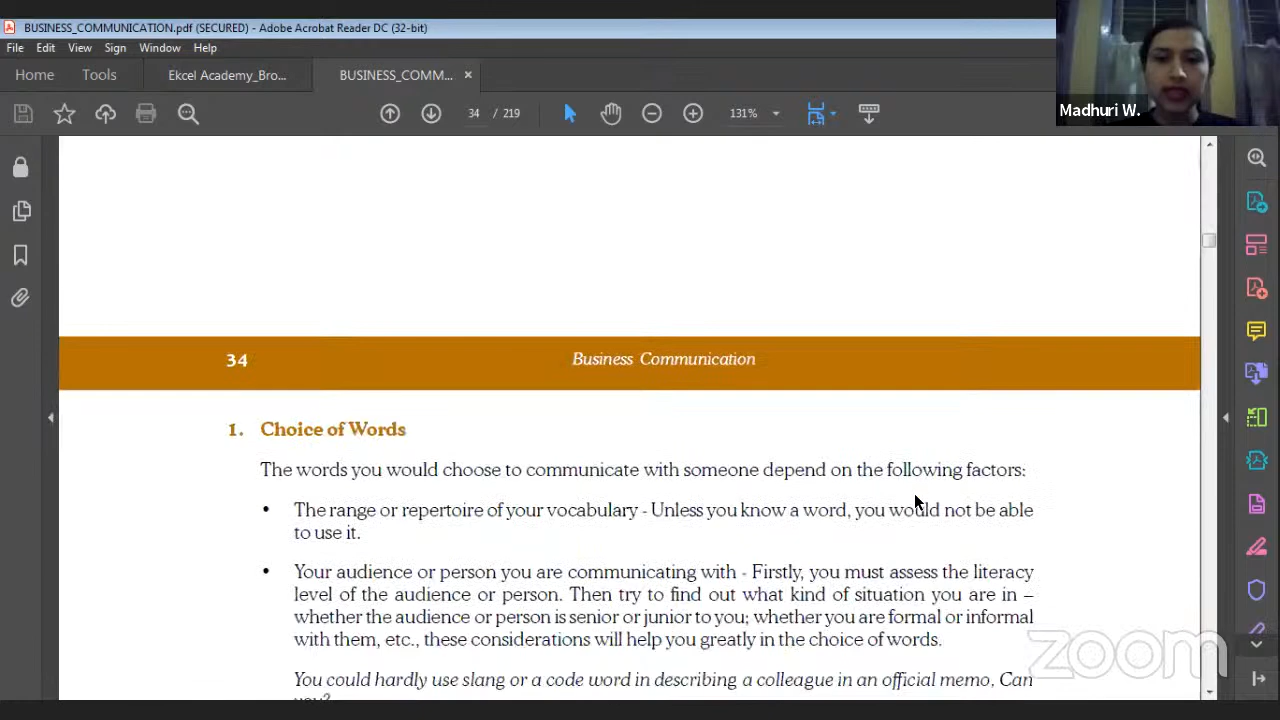 BUSINESS_COMMUNICATION.pdf (SECURED) - Adobe Acrobat Reader DC (32-bit)
File Edit View Sign Window Help
Home Tools Ekcel Academy_Bro... BUSINESS_COMM... ×
34 / 219 131%
Madhuri W.
34 Business Communication
1. Choice of Words
The words you would choose to communicate with someone depend on the following factors:
• The range or repertoire of your vocabulary - Unless you know a word, you would not be able
to use it.
• Your audience or person you are communicating with - Firstly, you must assess the literacy
level of the audience or person. Then try to find out what kind of situation you are in –
whether the audience or person is senior or junior to you; whether you are formal or informal
with them, etc., these considerations will help you greatly in the choice of words.
You could hardly use slang or a code word in describing a colleague in an official memo. Can
you?
zoom